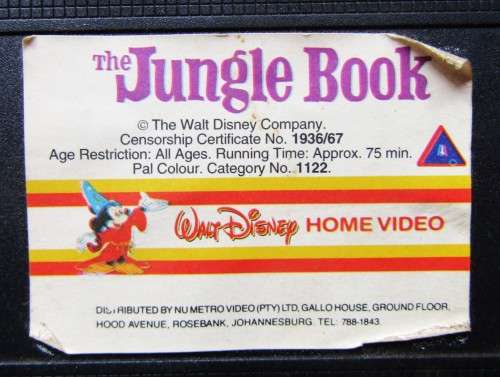 The Jungle Book
© The Walt Disney Company.
Censorship Certificate No. 1936/67
Age Restriction: All Ages. Running Time: Approx. 75 min.
Pal Colour. Category No. 1122.
WALT DISNEY HOME VIDEO
DISTRIBUTED BY NU METRO VIDEO (PTY) LTD, GALLO HOUSE, GROUND FLOOR,
HOOD AVENUE, ROSEBANK, JOHANNESBURG. TEL: 788-1843.